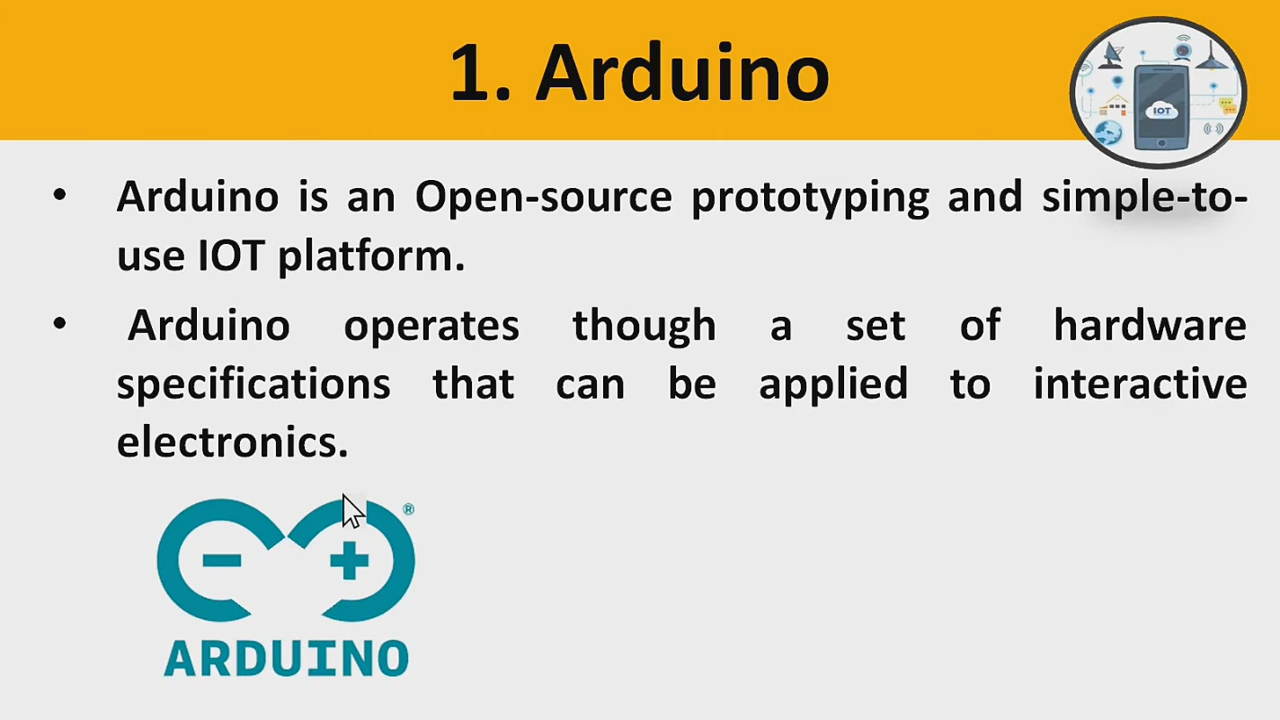 1. Arduino
IOT
• Arduino is an Open-source prototyping and simple-to-
use IOT platform.
• Arduino operates though a set of hardware
specifications that can be applied to interactive
electronics.
®
ARDUINO